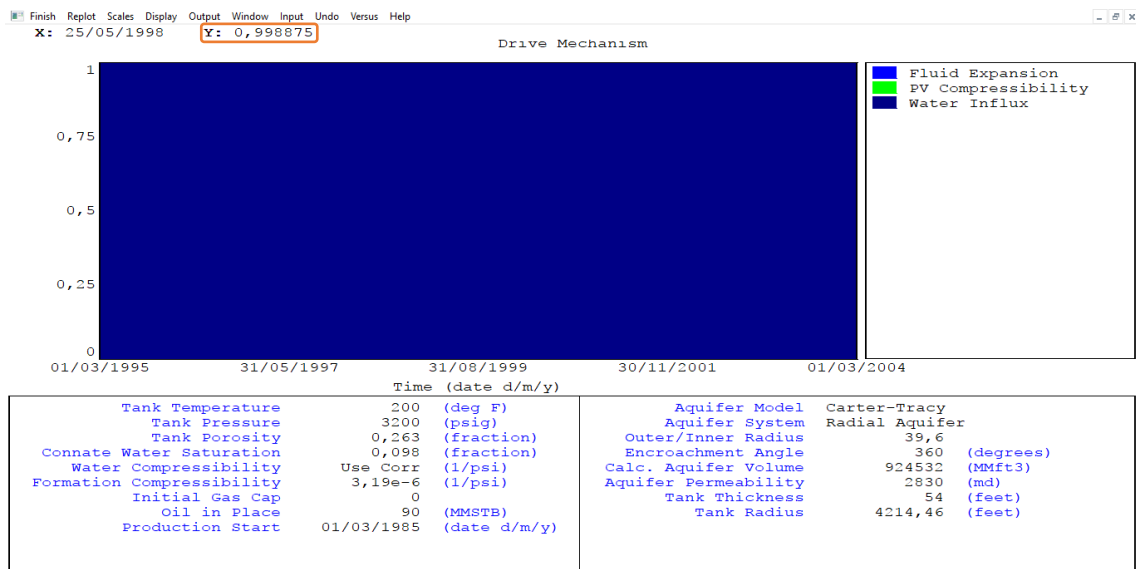 Finish Replot Scales Display Output Window Input Undo Versus Help
X: 25/05/1998 Y: 0,998875
Drive Mechanism
1
0,75
0,5
0,25
0
Fluid Expansion
PV Compressibility
Water Influx
01/03/1995 31/05/1997 31/08/1999 30/11/2001 01/03/2004
Time (date d/m/y)
Tank Temperature 200 (deg F)
Tank Pressure 3200 (psig)
Tank Porosity 0,263 (fraction)
Connate Water Saturation 0,098 (fraction)
Water Compressibility Use Corr (1/psi)
Formation Compressibility 3,19e-6 (1/psi)
Initial Gas Cap 0
Oil in Place 90 (MMSTB)
Production Start 01/03/1985 (date d/m/y)
Aquifer Model Carter-Tracy
Aquifer System Radial Aquifer
Outer/Inner Radius 39,6
Encroachment Angle 360 (degrees)
Calc. Aquifer Volume 924532 (MMft3)
Aquifer Permeability 2830 (md)
Tank Thickness 54 (feet)
Tank Radius 4214,46 (feet)